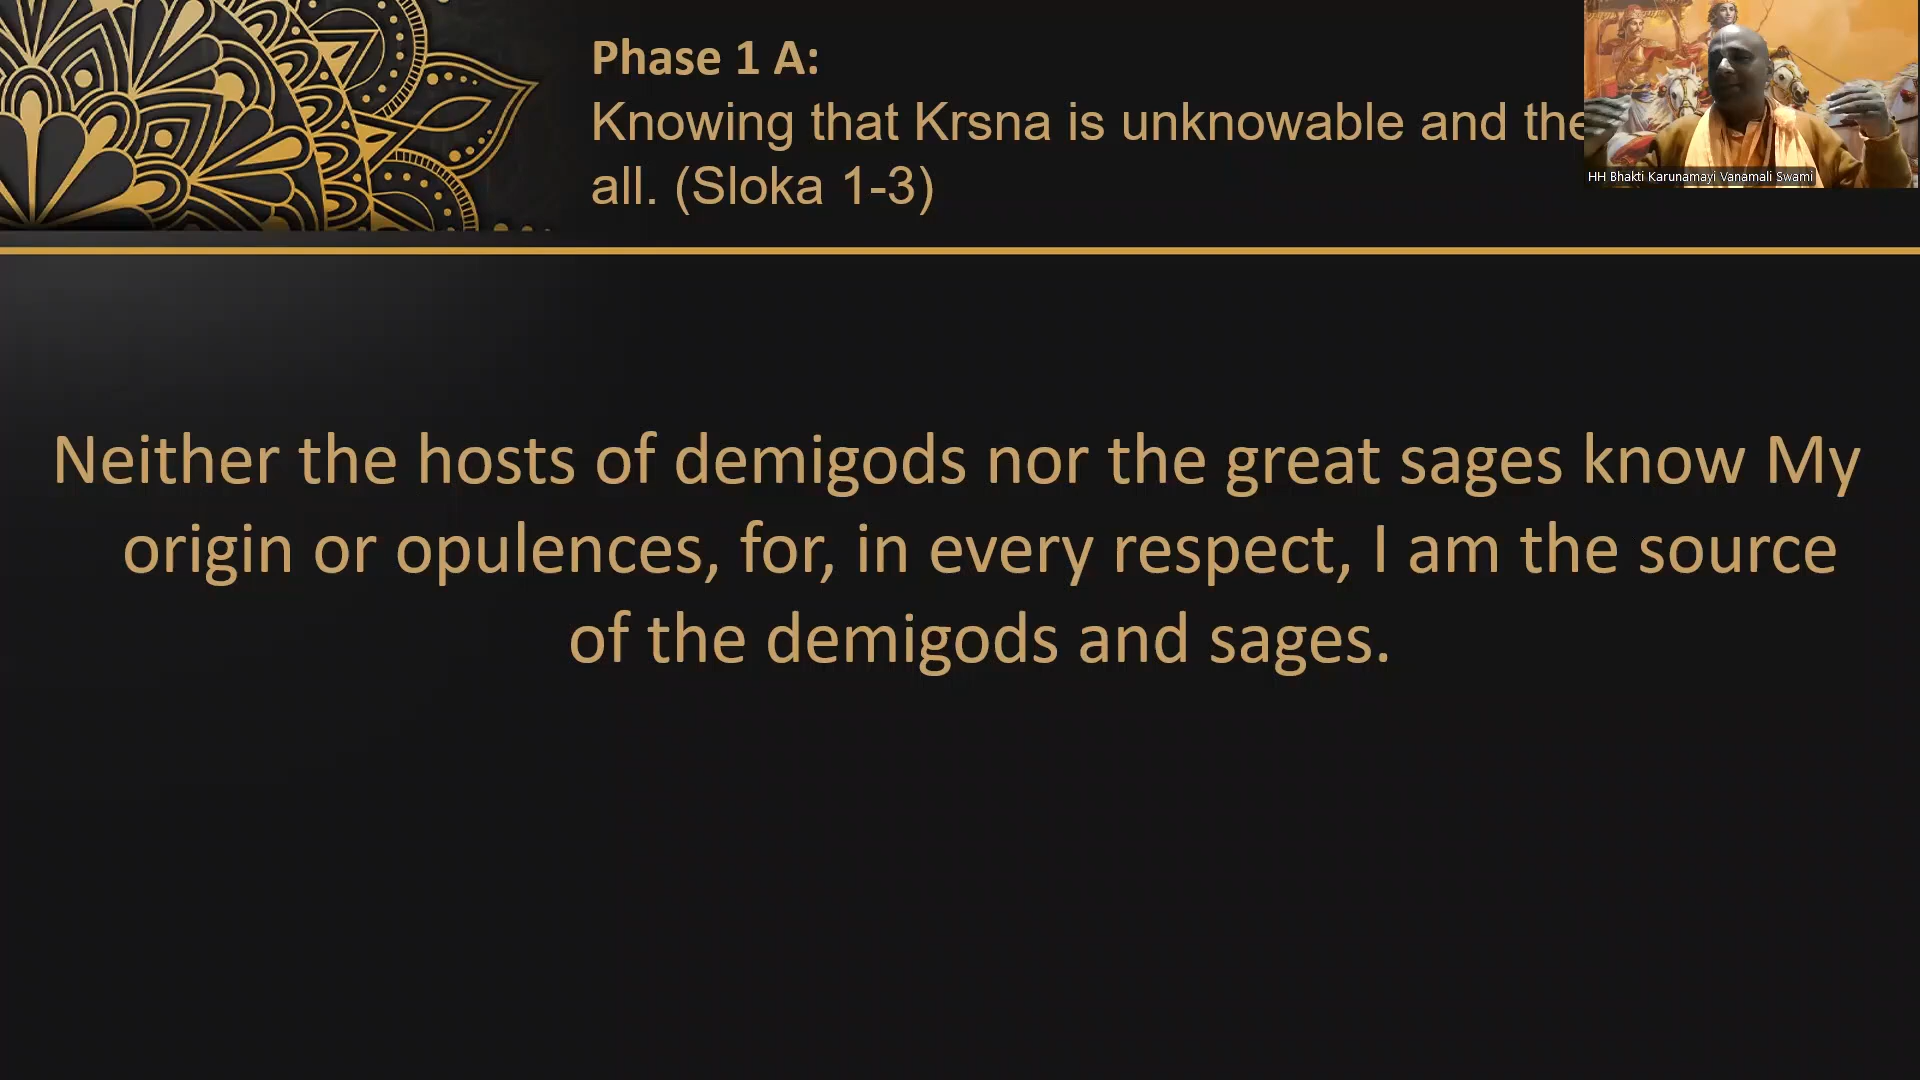 Phase 1 A:
Knowing that Krsna is unknowable and the
all. (Sloka 1-3)
HH Bhakti Karunamayi Vanamali Swami
Neither the hosts of demigods nor the great sages know My
origin or opulences, for, in every respect, I am the source
of the demigods and sages.